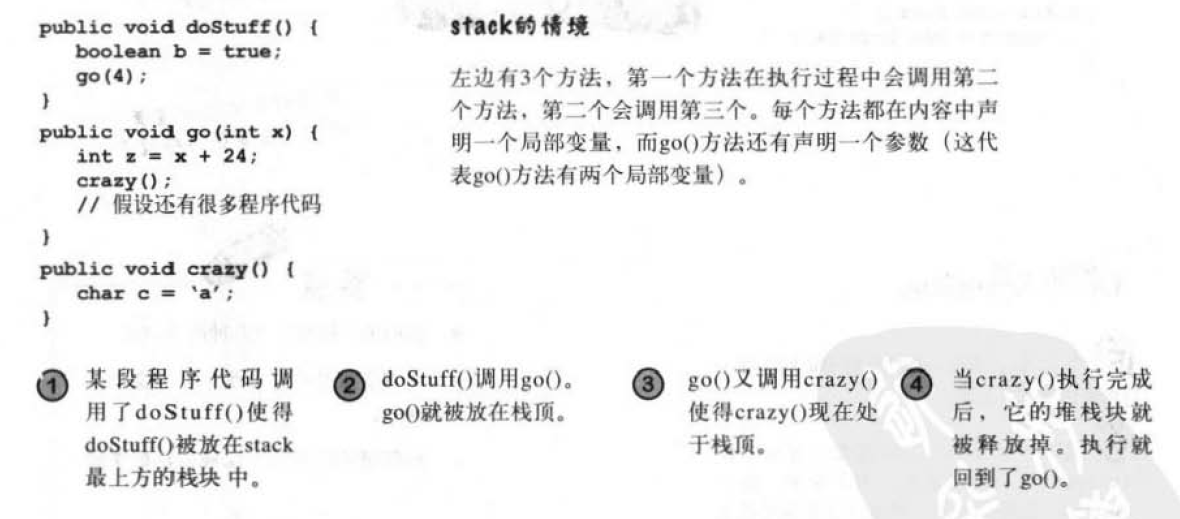 public void doStuff() {
boolean b = true;
go(4);
}
public void go(int x) {
int z = x + 24;
crazy();
// 假设还有很多程序代码
}
public void crazy() {
char c = `a';
}
stack的情境
左边有3个方法，第一个方法在执行过程中会调用第二
个方法，第二个会调用第三个。每个方法都在内容中声
明一个局部变量，而go()方法还有声明一个参数（这代
表go()方法有两个局部变量）。
1 某段程序代码调
用了doStuff()使得
doStuff()被放在stack
最上方的栈块中。
2 doStuff()调用go()。
go()就被放在栈顶。
3 go()又调用crazy()
使得crazy()现在处
于栈顶。
4 当crazy()执行完成
后，它的堆栈块就
被释放掉。执行就
回到了go()。